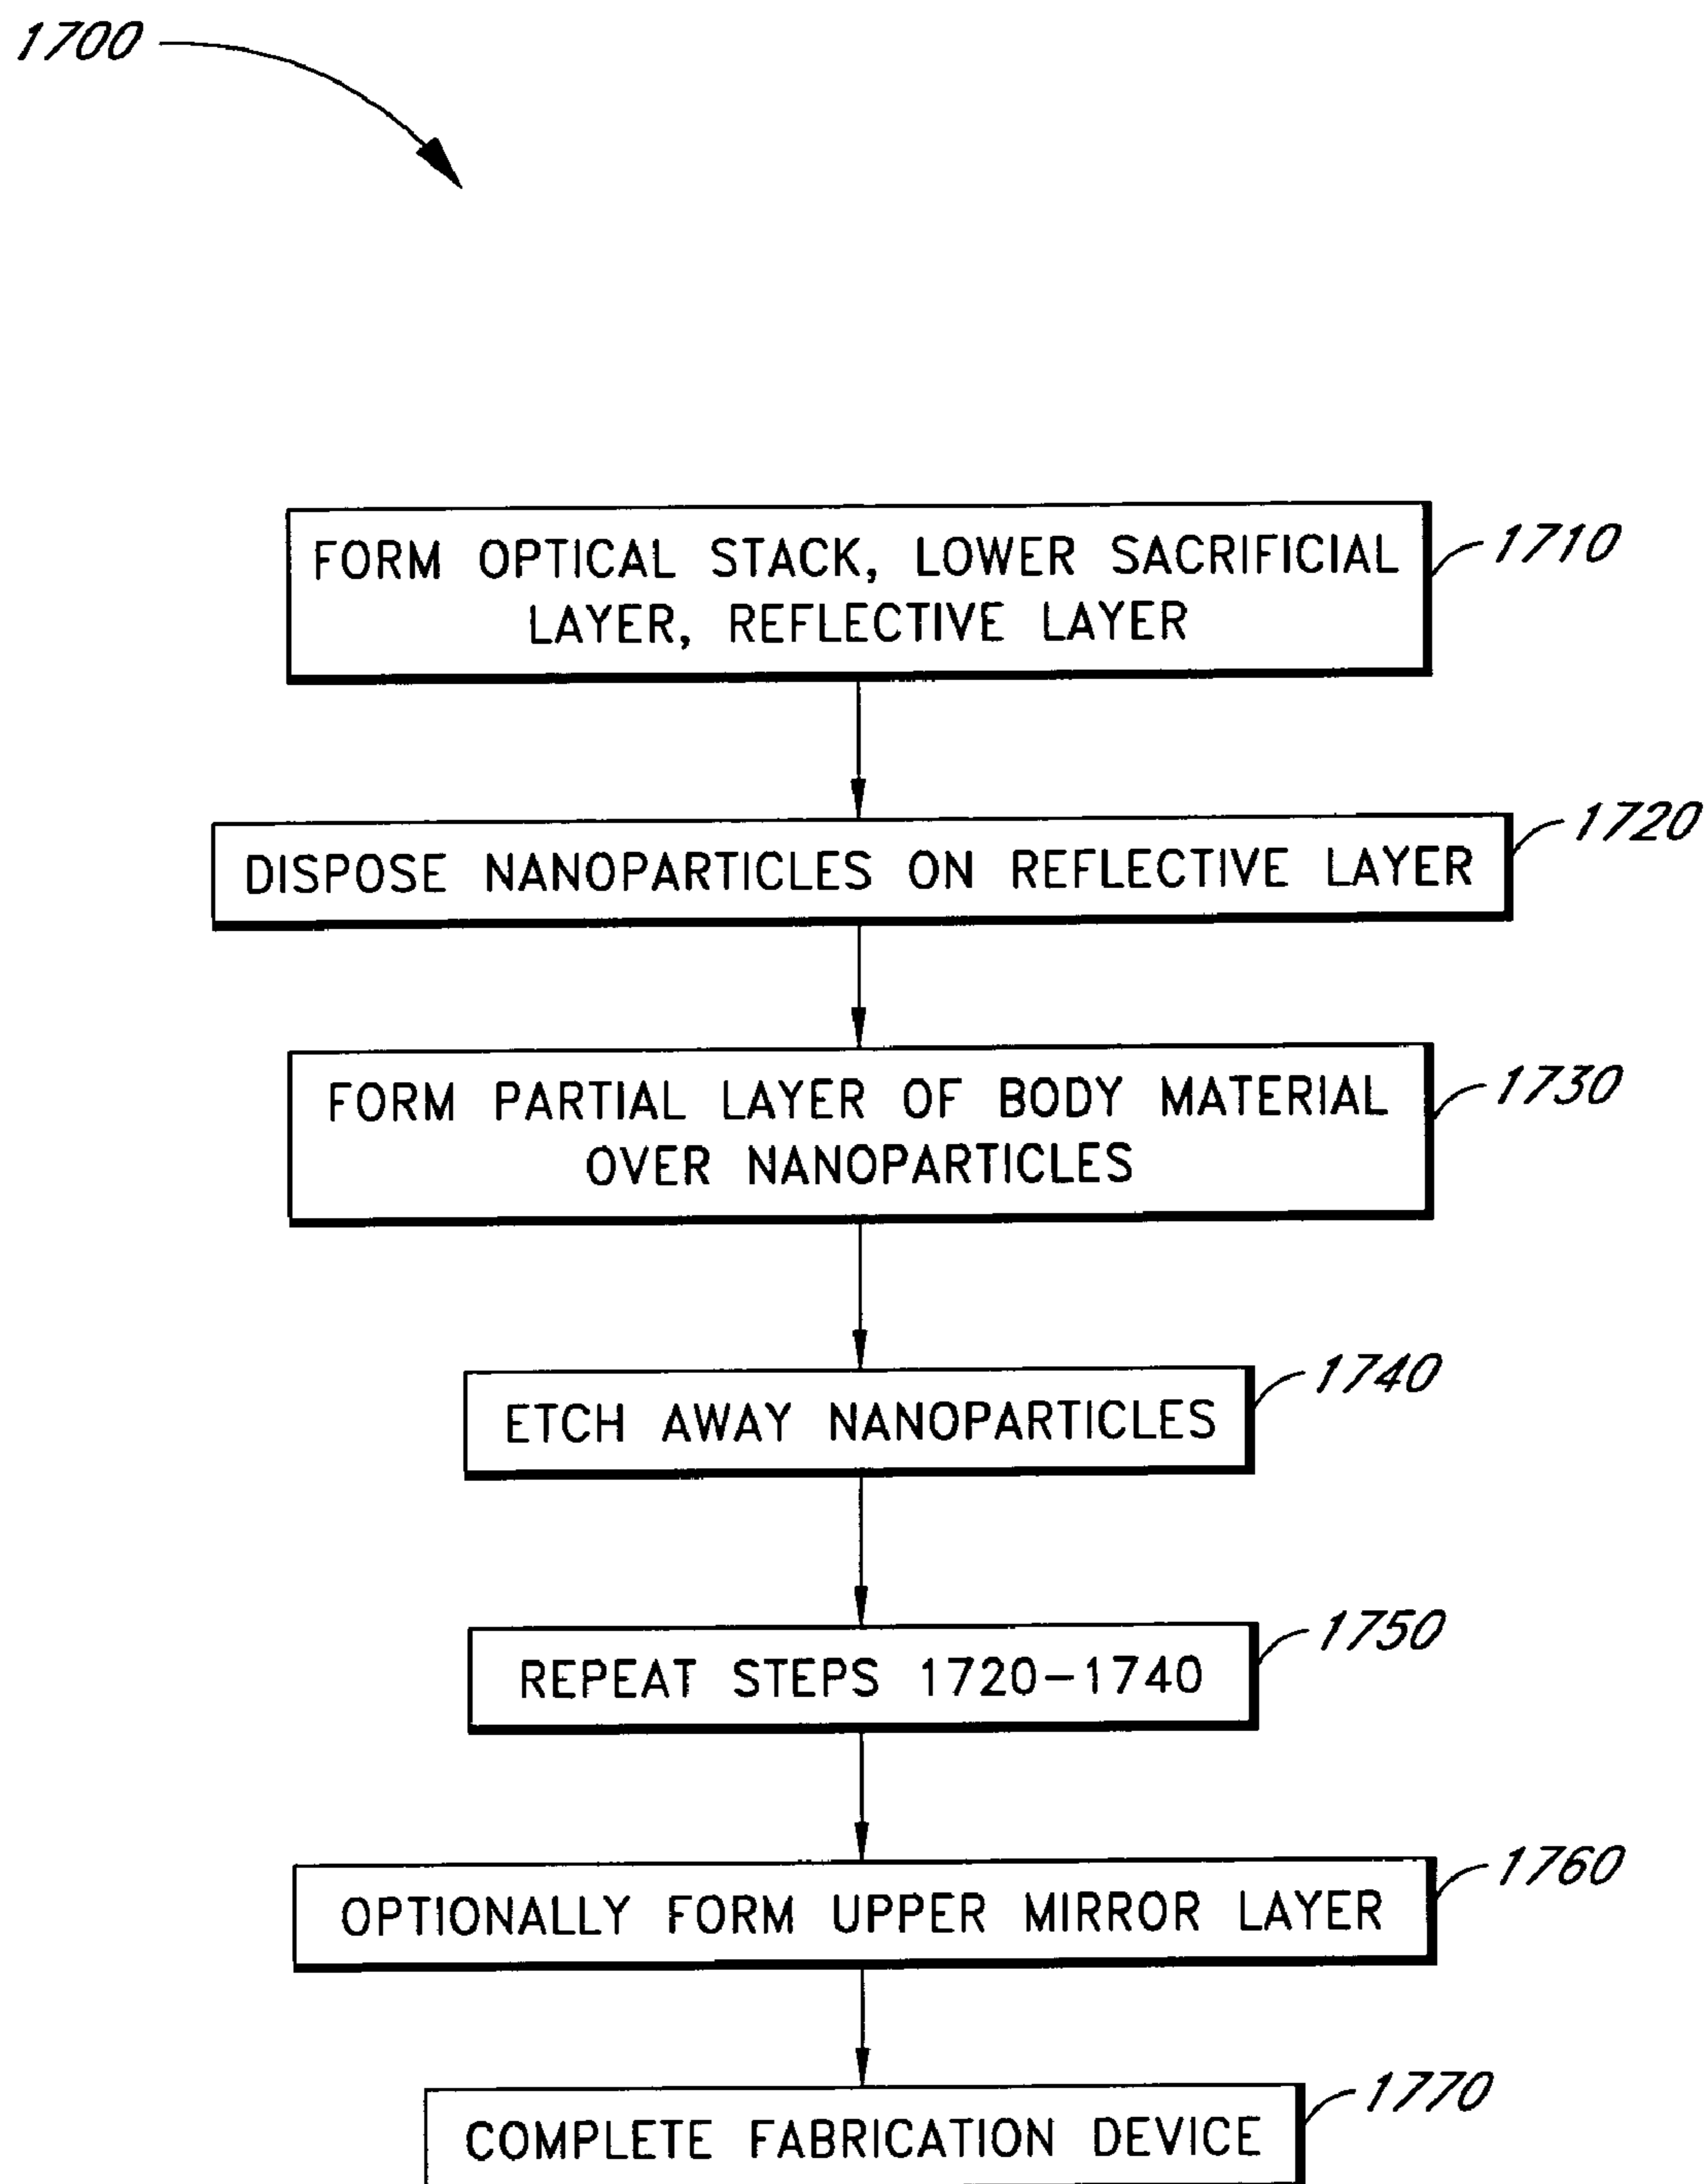 1700
FORM OPTICAL STACK, LOWER SACRIFICIAL
LAYER, REFLECTIVE LAYER
1710
DISPOSE NANOPARTICLES ON REFLECTIVE LAYER
1720
FORM PARTIAL LAYER OF BODY MATERIAL
OVER NANOPARTICLES
1730
ETCH AWAY NANOPARTICLES
1740
REPEAT STEPS 1720-1740
1750
OPTIONALLY FORM UPPER MIRROR LAYER
1760
COMPLETE FABRICATION DEVICE
1770